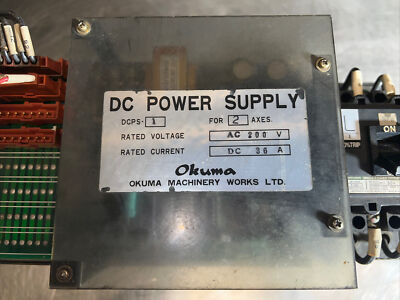 DC POWER SUPPLY
DCPS- 1 FOR 2 AXES.
RATED VOLTAGE AC 200 V
RATED CURRENT DC 36 A
Okuma
OKUMA MACHINERY WORKS LTD.
ON